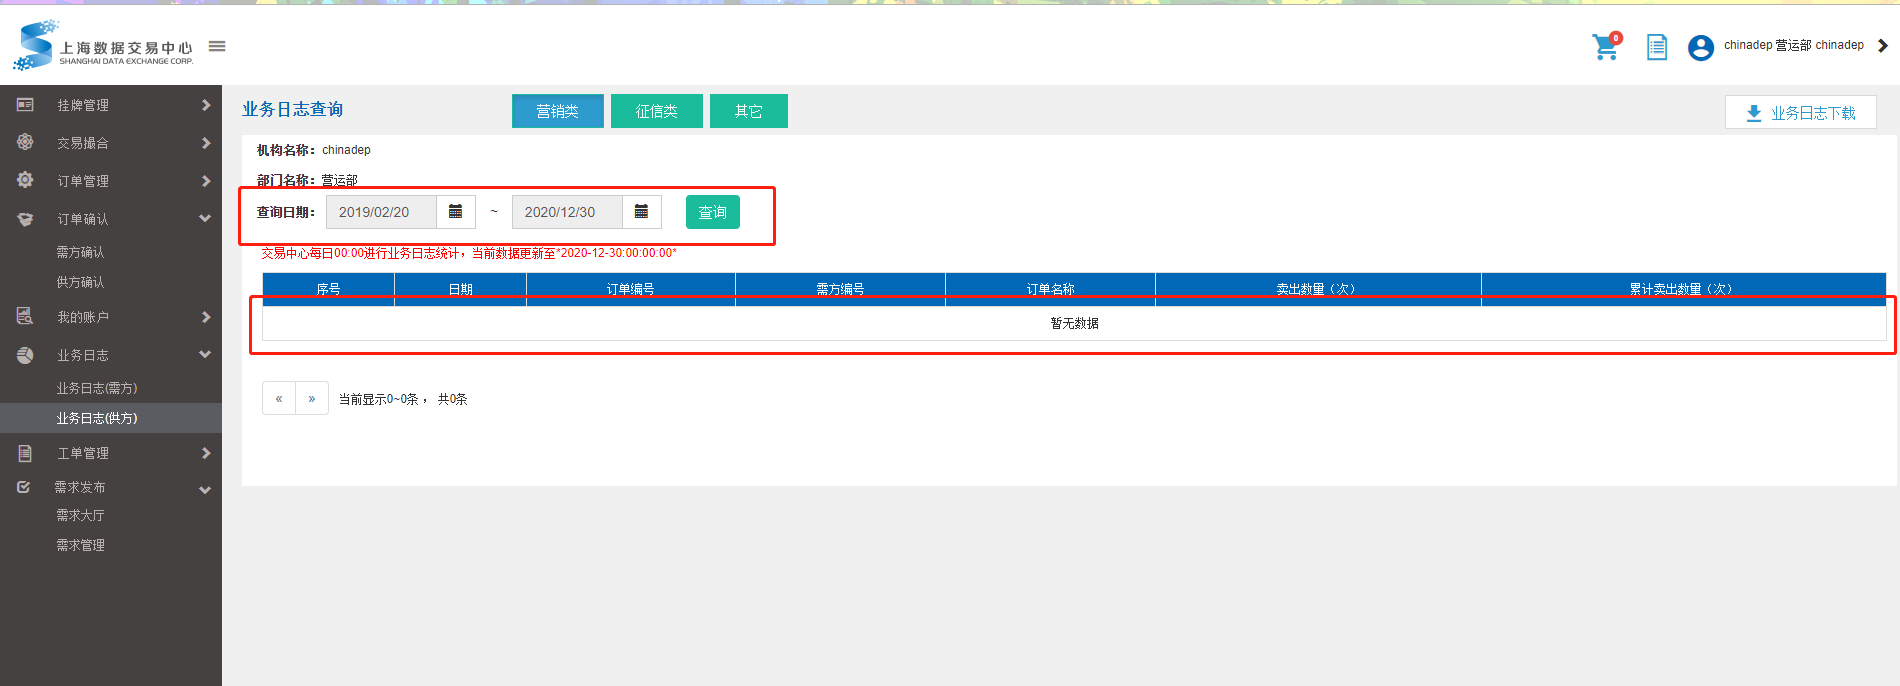 上海数据交易中心
SHANGHAI DATA EXCHANGE CORP.
0
chinadep 营运部 chinadep
挂牌管理
交易撮合
订单管理
订单确认
需方确认
供方确认
我的账户
业务日志
业务日志(需方)
业务日志(供方)
工单管理
需求发布
需求大厅
需求管理
业务日志查询
营销类
征信类
其它
业务日志下载
机构名称：chinadep
部门名称：营运部
查询日期： 2019/02/20 ~ 2020/12/30 查询
交易中心每日00:00进行业务日志统计，当前数据更新至*2020-12-30:00:00:00*
序号 日期 订单编号 需方编号 订单名称 卖出数量（次） 累计卖出数量（次）
暂无数据
« » 当前显示0~0条， 共0条